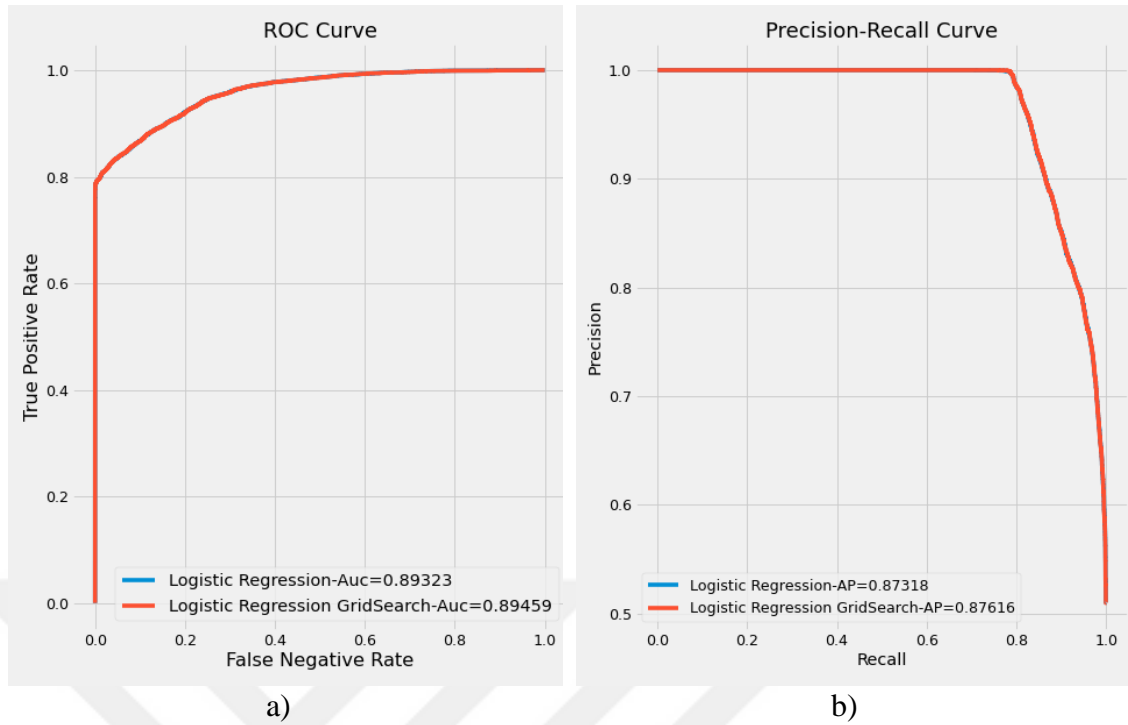 ROC Curve
1.0
0.8
0.6
0.4
0.2
0.0
True Positive Rate
Logistic Regression-Auc=0.89323
Logistic Regression GridSearch-Auc=0.89459
0.0 0.2 0.4 0.6 0.8 1.0
False Negative Rate
a)
Precision-Recall Curve
1.0
0.9
0.8
0.7
0.6
0.5
Precision
Logistic Regression-AP=0.87318
Logistic Regression GridSearch-AP=0.87616
0.0 0.2 0.4 0.6 0.8 1.0
Recall
b)